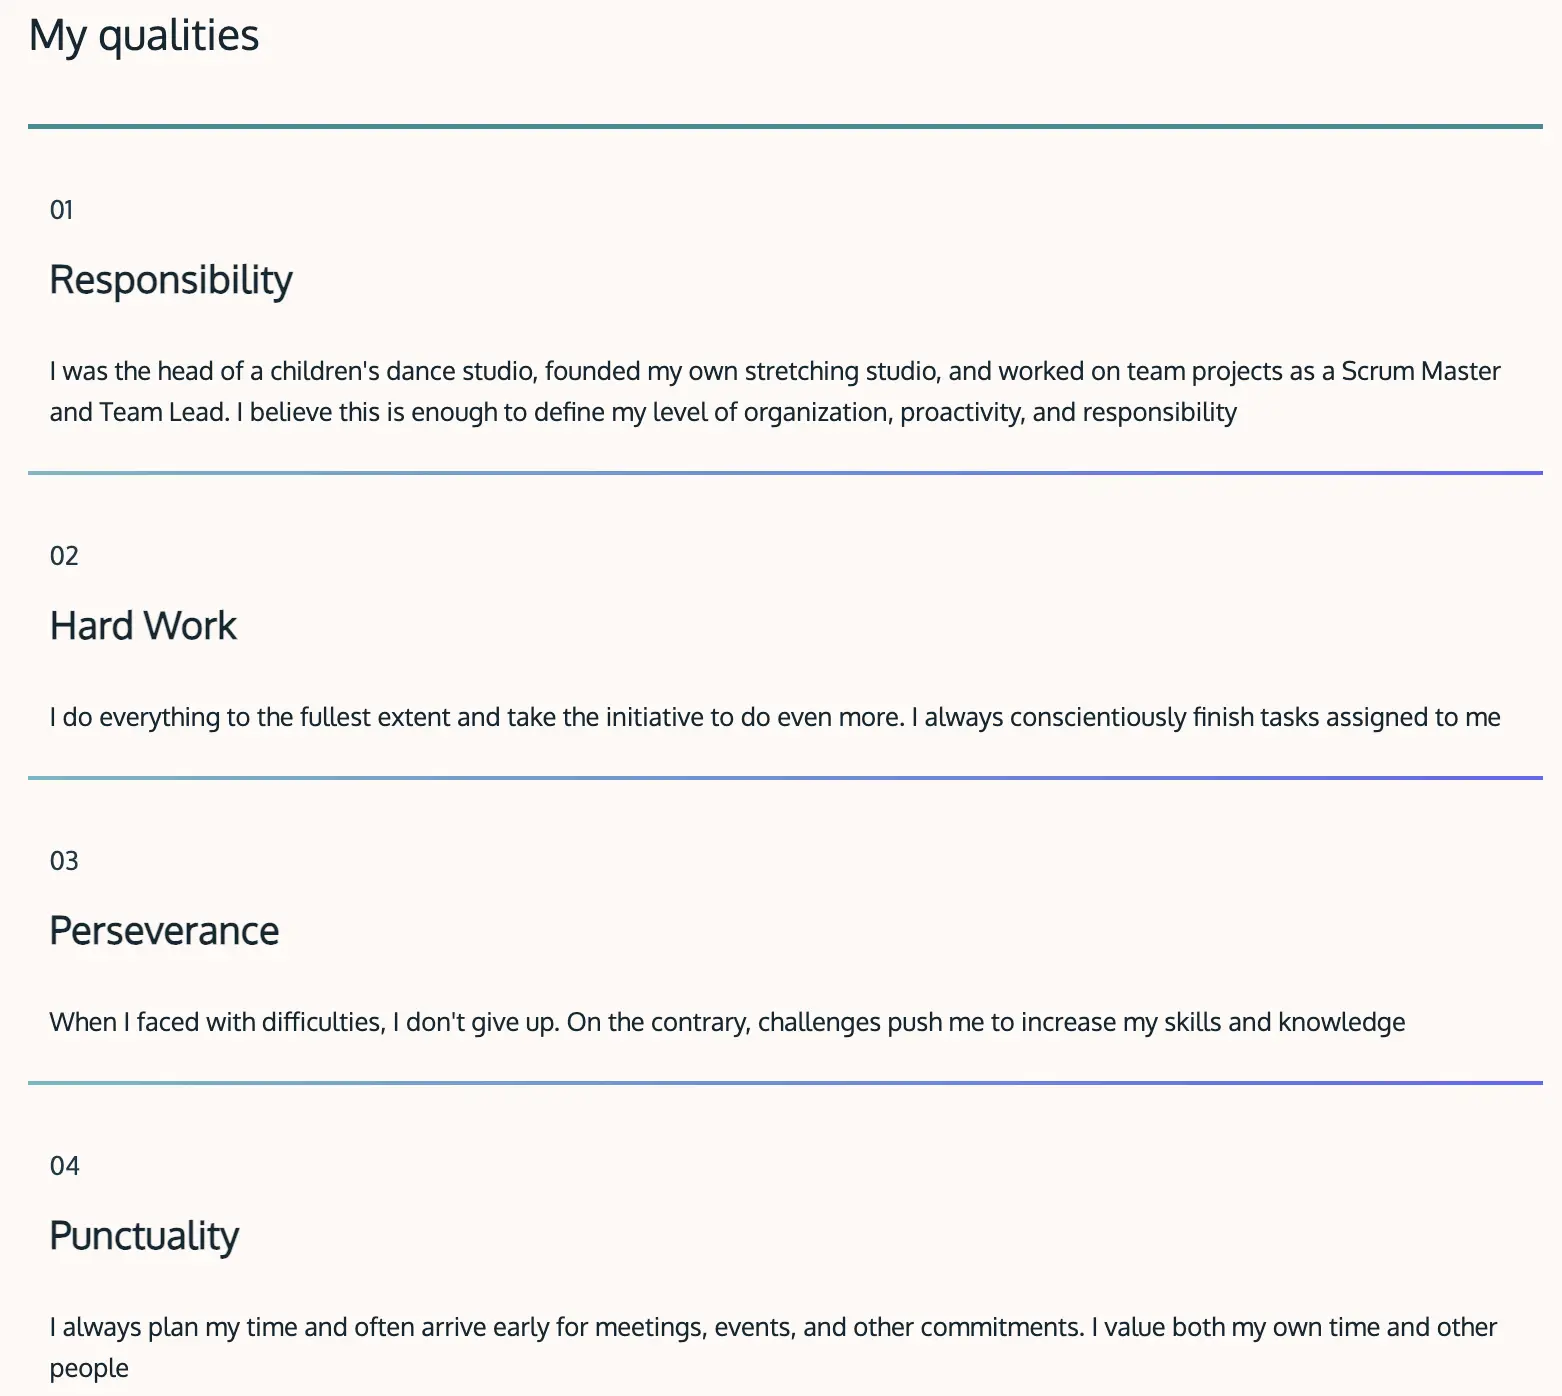 My qualities
01
Responsibility
I was the head of a children's dance studio, founded my own stretching studio, and worked on team projects as a Scrum Master
and Team Lead. I believe this is enough to define my level of organization, proactivity, and responsibility
02
Hard Work
I do everything to the fullest extent and take the initiative to do even more. I always conscientiously finish tasks assigned to me
03
Perseverance
When I faced with difficulties, I don't give up. On the contrary, challenges push me to increase my skills and knowledge
04
Punctuality
I always plan my time and often arrive early for meetings, events, and other commitments. I value both my own time and other
people